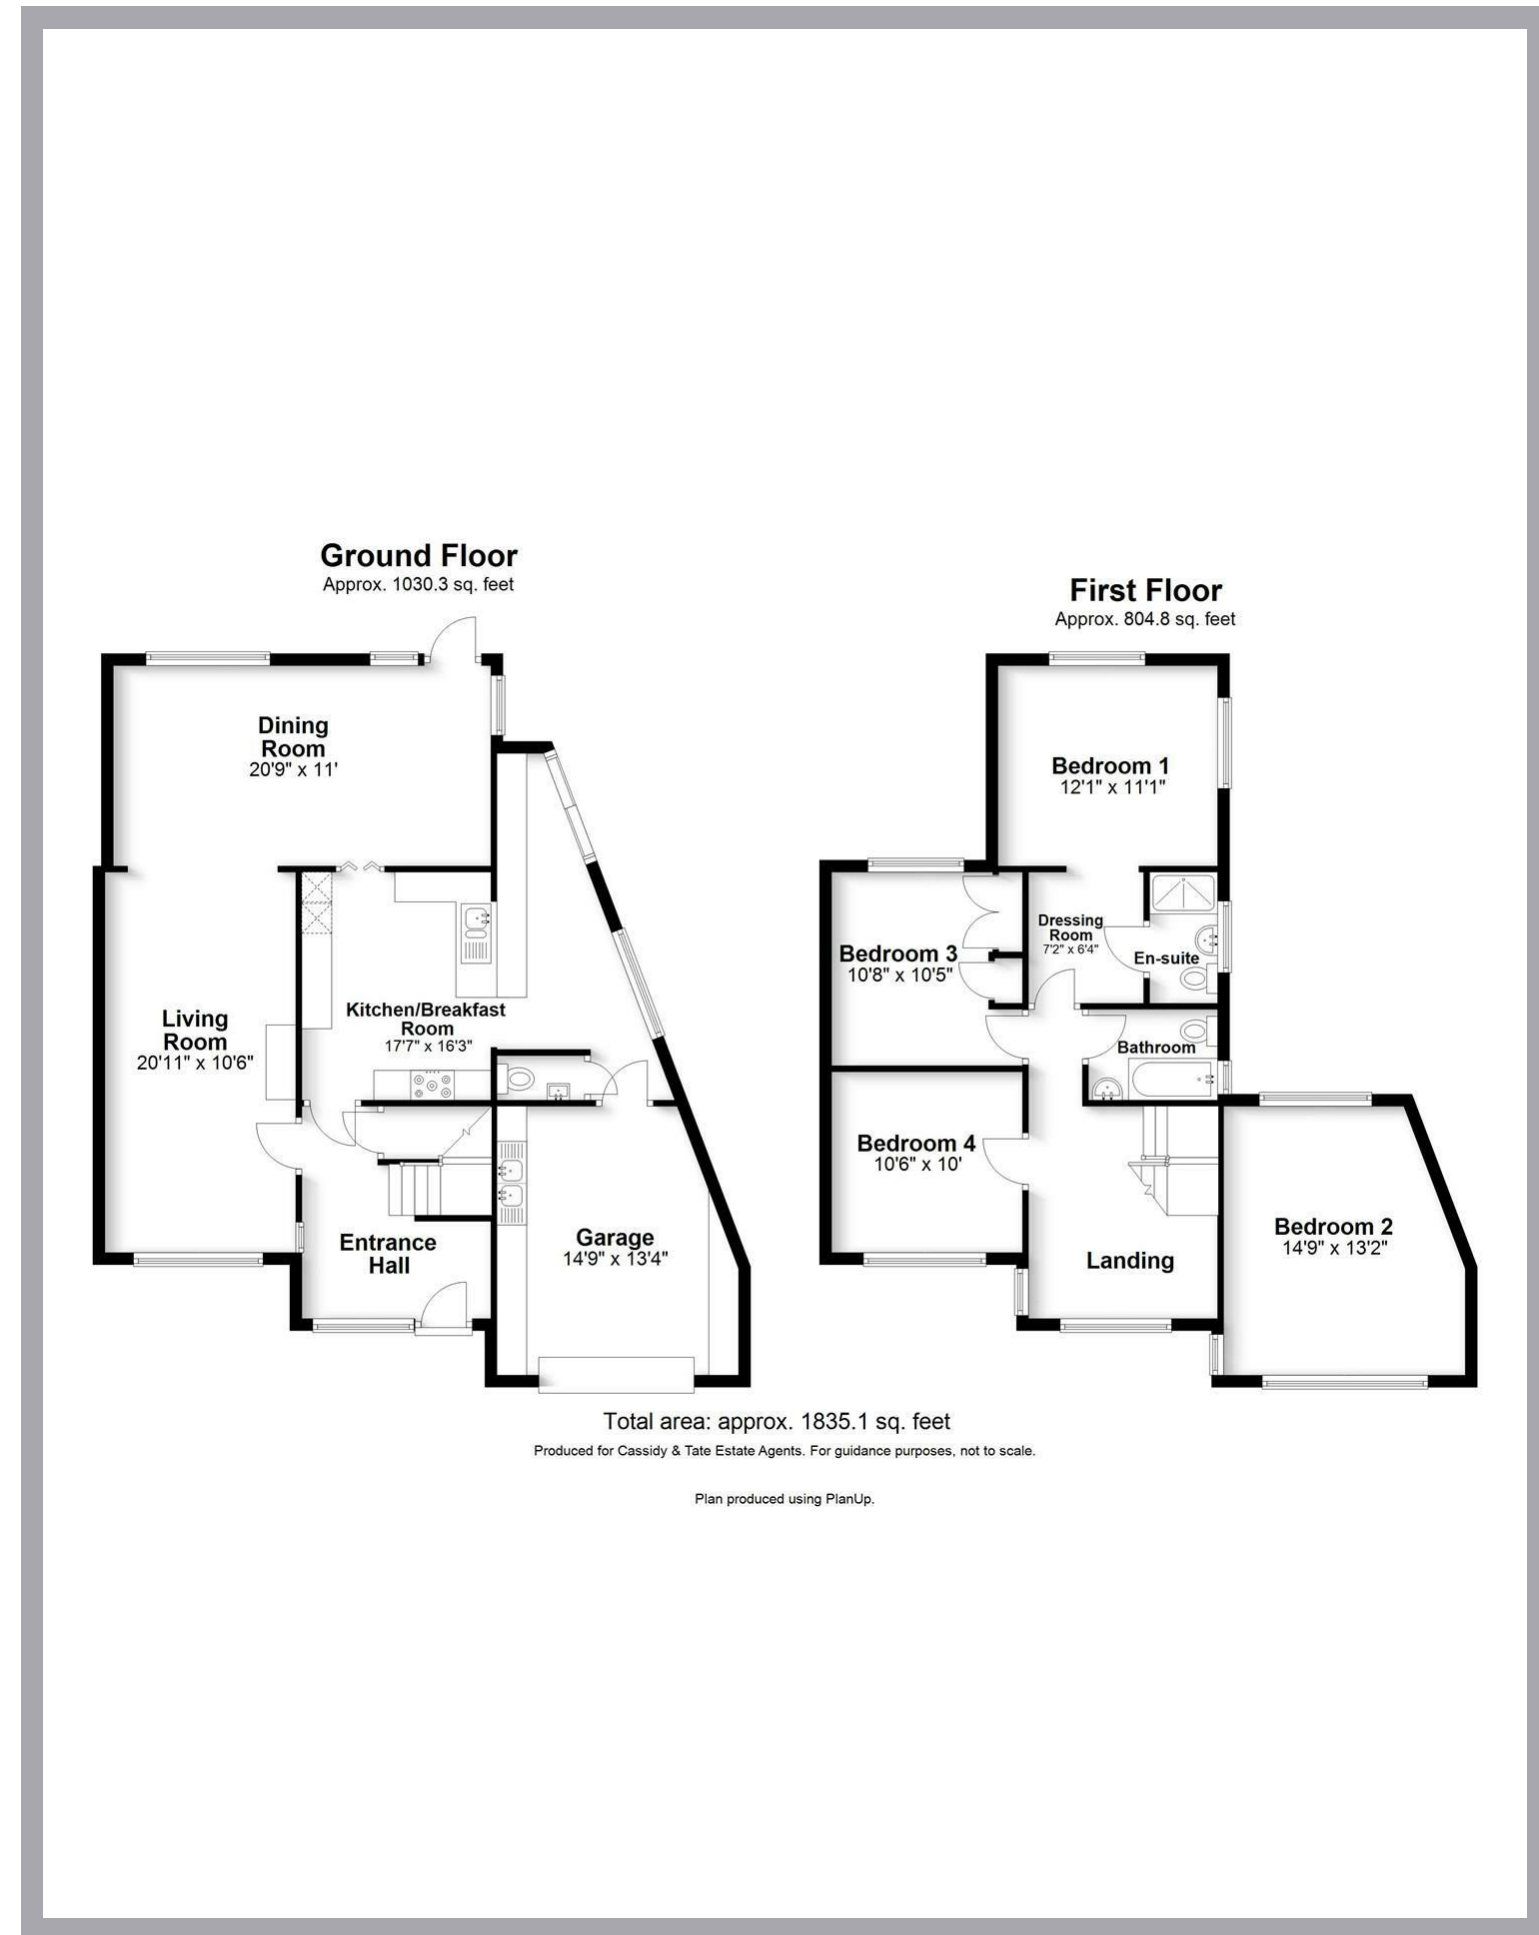 Ground Floor
Approx. 1030.3 sq. feet
Dining
Room
20'9" x 11'
Living
Room
20'11" x 10'6"
Kitchen/Breakfast
Room
17'7" x 16'3"
Entrance
Hall
Garage
14'9" x 13'4"
First Floor
Approx. 804.8 sq. feet
Bedroom 1
12'1" x 11'1"
Dressing
Room
7'2" x 6'4"
En-suite
Bedroom 3
10'8" x 10'5"
Bathroom
Bedroom 4
10'6" x 10'
Landing
Bedroom 2
14'9" x 13'2"
Total area: approx. 1835.1 sq. feet
Produced for Cassidy & Tate Estate Agents. For guidance purposes, not to scale.
Plan produced using PlanUp.